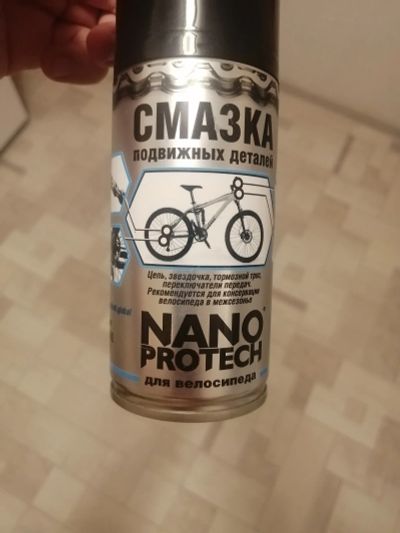 СМАЗКА
подвижных деталей
Цепь, звездочка, тормозной трос,
переключатели передач.
Рекомендуется для консервации
велосипеда в межсезонье
NANO
PROTECH
для велосипеда